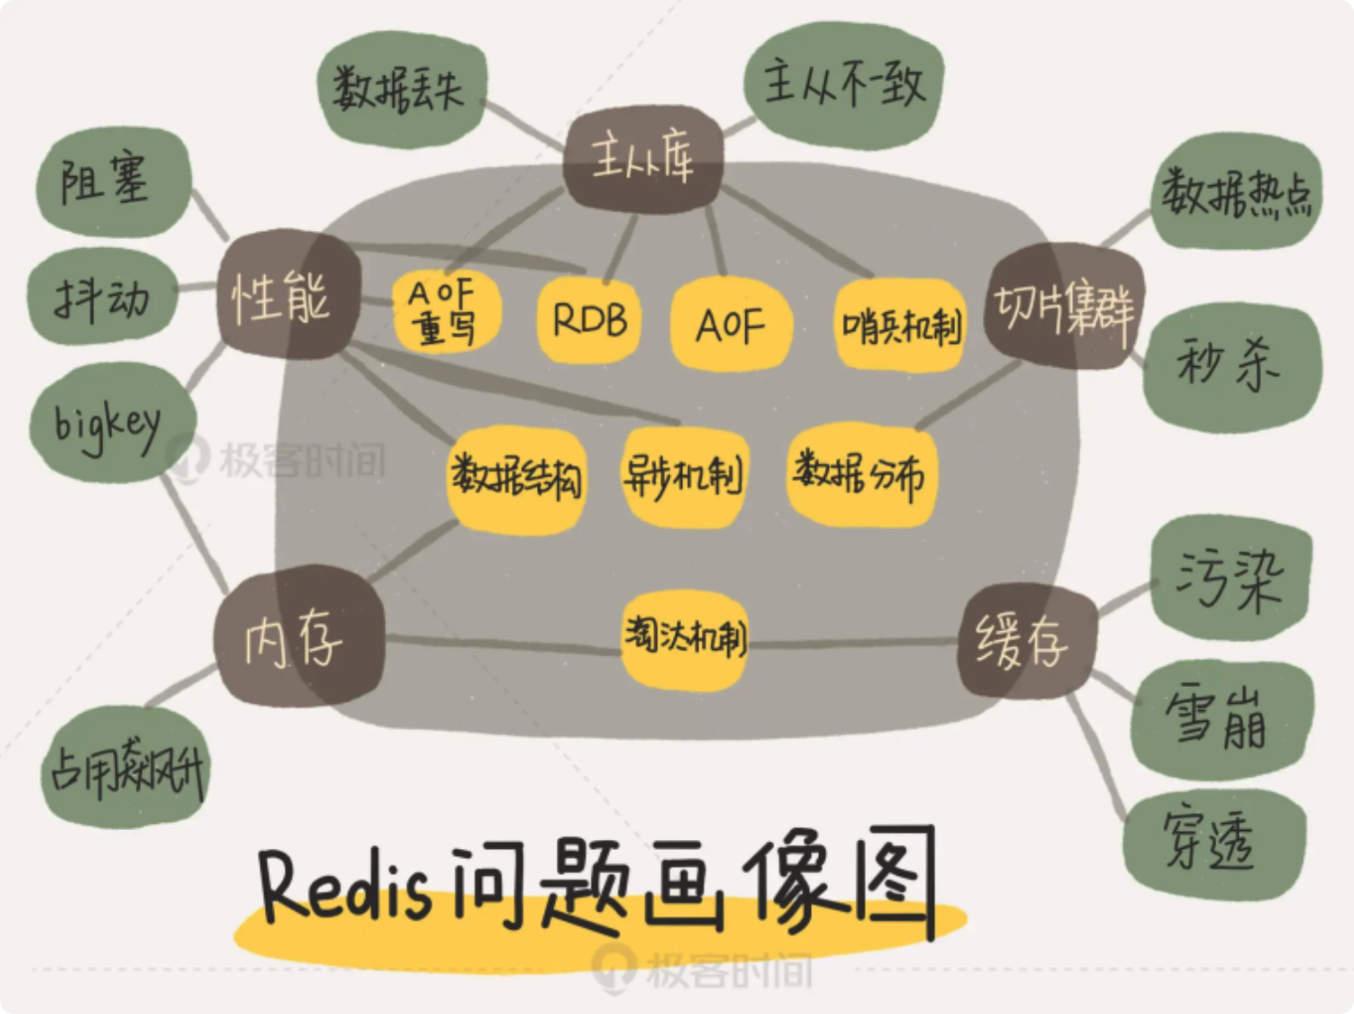 数据丢失
主从不一致
主从库
阻塞
数据热点
抖动
性能
切片集群
AOF
重写
RDB
AOF
哨兵机制
秒杀
bigkey
极客时间
数据结构
异步机制
数据分布
污染
内存
淘汰机制
缓存
雪崩
占用飙升
穿透
Redis问题画像图
极客时间